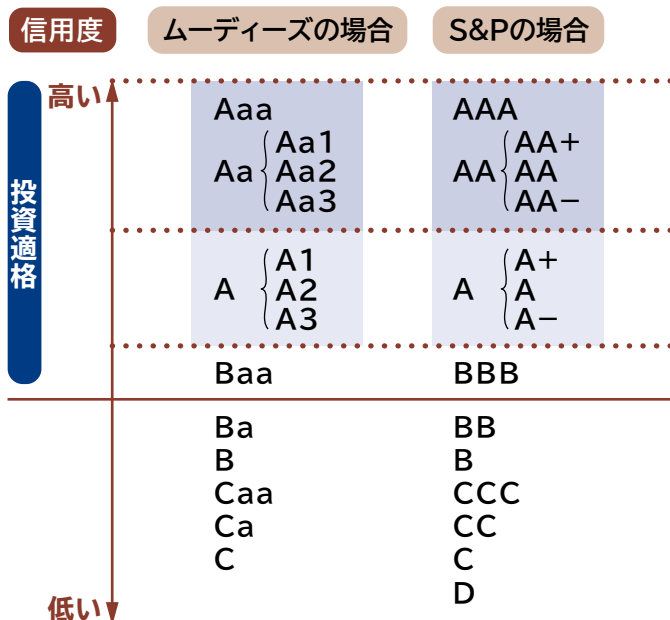 信用度 ムーディーズの場合 S&Pの場合
高い
投資適格
Aaa AAA
Aa1 AA+
Aa Aa2 AA AA
Aa3 AA−
A1 A+
A A2 A A
A3 A−
Baa BBB
Ba BB
B B
Caa CCC
Ca CC
C C
D
低い